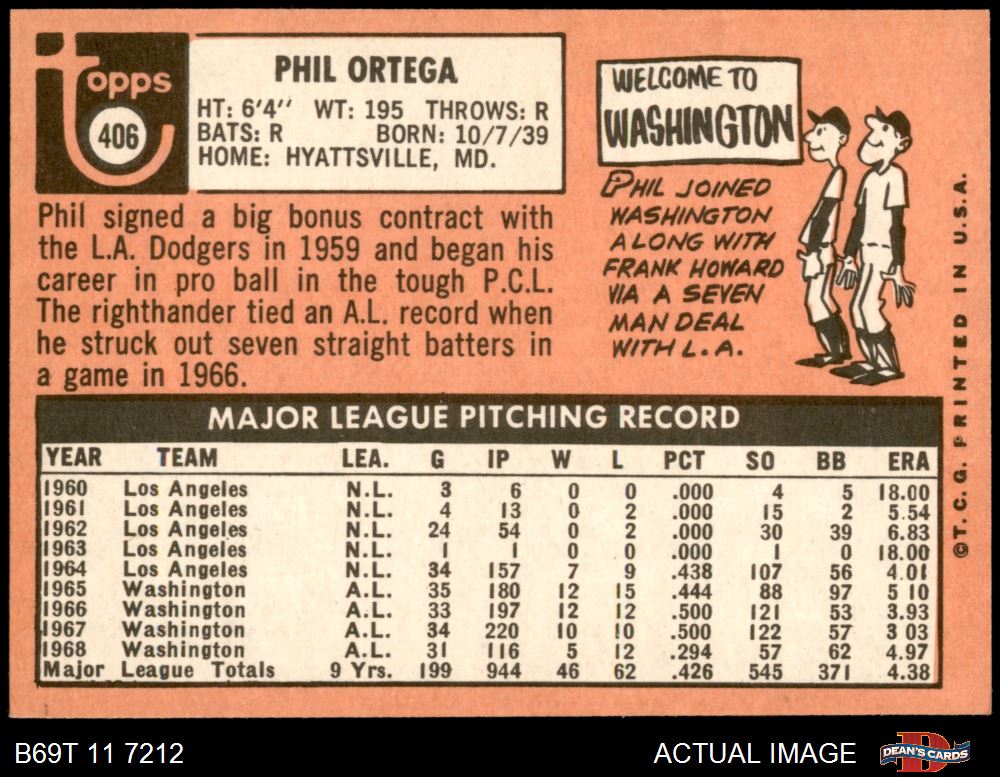 Topps
406
PHIL ORTEGA
HT: 6'4" WT: 195 THROWS: R
BATS: R BORN: 10/7/39
HOME: HYATTSVILLE, MD.
Phil signed a big bonus contract with
the L.A. Dodgers in 1959 and began his
career in pro ball in the tough P.C.L.
The righthander tied an A.L. record when
he struck out seven straight batters in
a game in 1966.
WELCOME TO
WASHINGTON
PHIL JOINED
WASHINGTON
ALONG WITH
FRANK HOWARD
VIA A SEVEN
MAN DEAL
WITH L.A.
©T.C.G. PRINTED IN U.S.A.
MAJOR LEAGUE PITCHING RECORD
YEAR TEAM LEA. G IP W L PCT SO BB ERA
1960 Los Angeles N.L. 3 6 0 0 .000 4 5 18.00
1961 Los Angeles N.L. 4 13 0 2 .000 15 2 5.54
1962 Los Angeles N.L. 24 54 0 2 .000 30 39 6.83
1963 Los Angeles N.L. 1 1 0 0 .000 1 0 18.00
1964 Los Angeles N.L. 34 157 7 9 .438 107 56 4.01
1965 Washington A.L. 35 180 12 15 .444 88 97 5 10
1966 Washington A.L. 33 197 12 12 .500 121 53 3.93
1967 Washington A.L. 34 220 10 10 .500 122 57 3 03
1968 Washington A.L. 31 116 5 12 .294 57 62 4.97
Major League Totals 9 Yrs. 199 944 46 62 .426 545 371 4.38
B69T 11 7212
ACTUAL IMAGE
D
DEAN'S CARDS